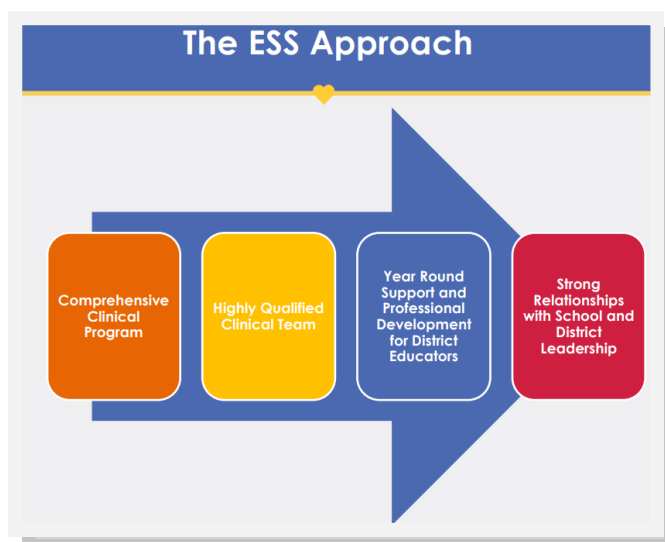 The ESS Approach
Comprehensive
Clinical
Program
Highly Qualified
Clinical Team
Year Round
Support and
Professional
Development
for District
Educators
Strong
Relationships
with School and
District
Leadership